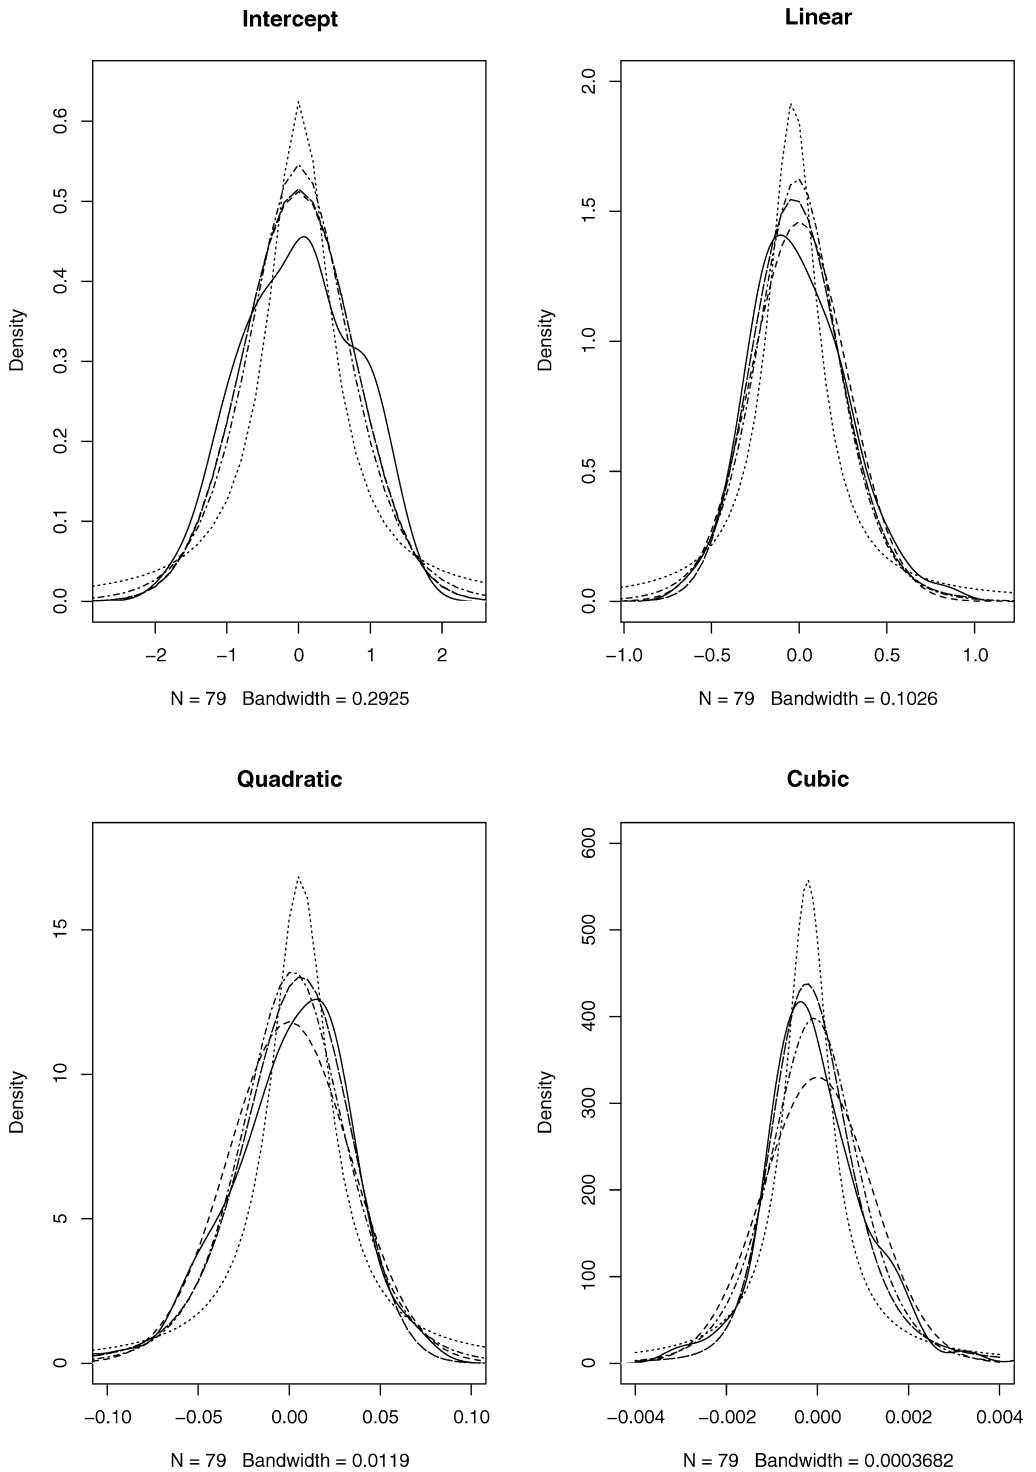 Intercept
Density
0.0 0.1 0.2 0.3 0.4 0.5 0.6
−2 −1 0 1 2
N = 79 Bandwidth = 0.2925
Linear
Density
0.0 0.5 1.0 1.5 2.0
−1.0 −0.5 0.0 0.5 1.0
N = 79 Bandwidth = 0.1026
Quadratic
Density
0 5 10 15
−0.10 −0.05 0.00 0.05 0.10
N = 79 Bandwidth = 0.0119
Cubic
Density
0 100 200 300 400 500 600
−0.004 −0.002 0.000 0.002 0.004
N = 79 Bandwidth = 0.0003682